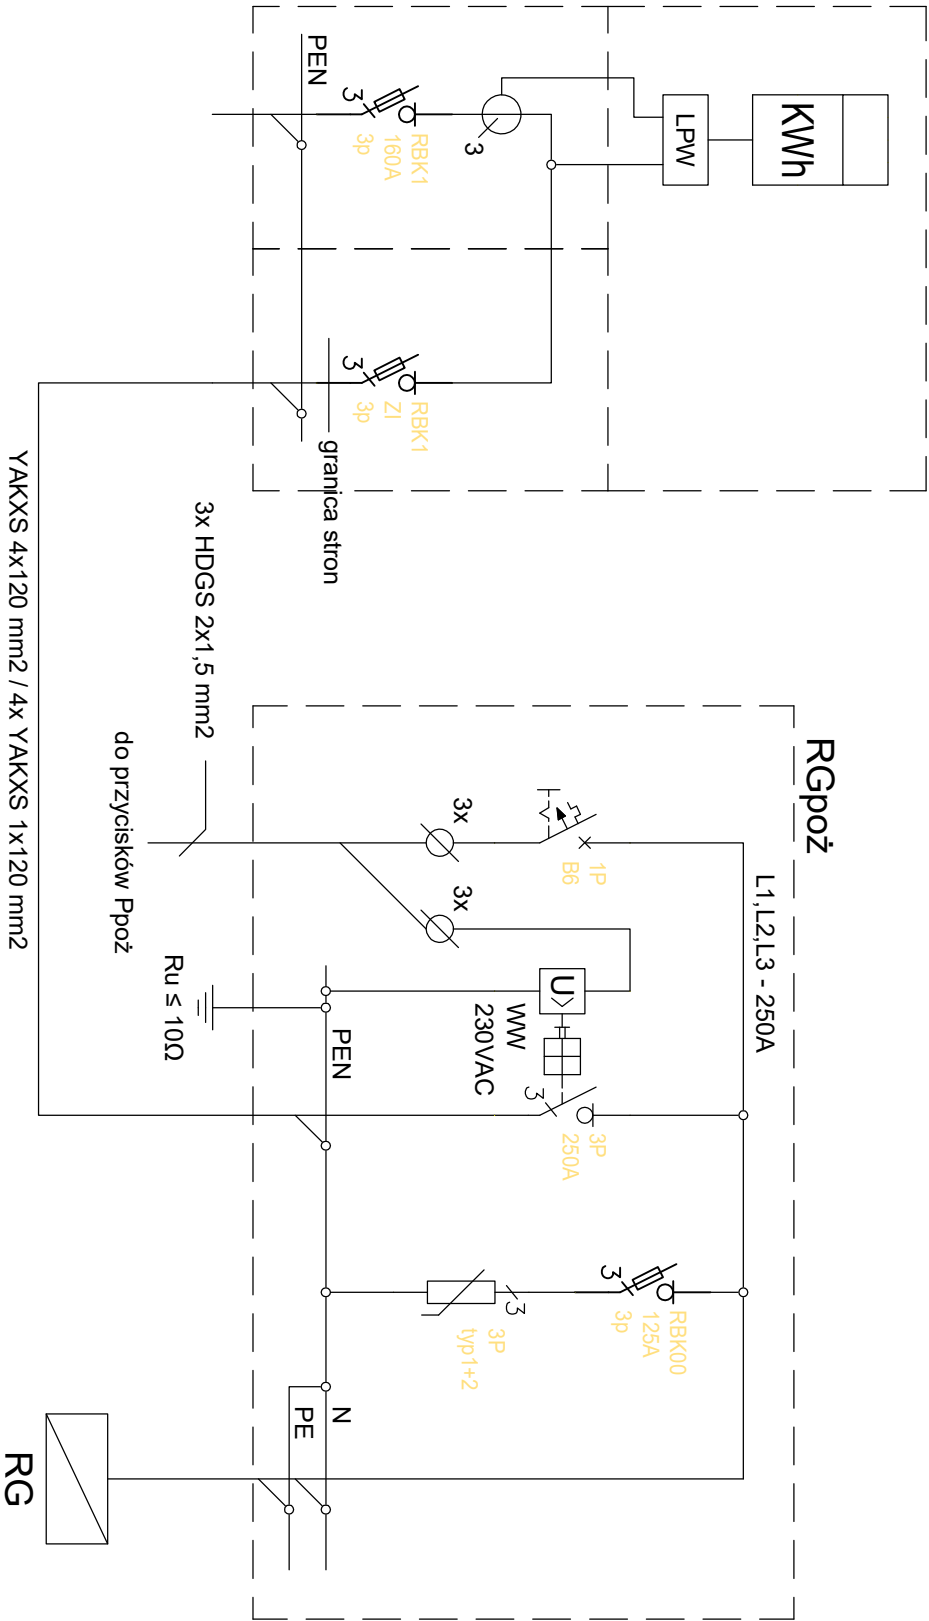 KWh
LPW
PEN
3
RBK1
160A
3p
3
3
RBK1
ZI
3p
granica stron
3x HDGS 2x1,5 mm2
do przycisków Ppoż
YAKXS 4x120 mm2 / 4x YAKXS 1x120 mm2
RGpoż
L1,L2,L3 - 250A
3x
1P
B6
3x
U<
WW
230VAC
Ru ≤ 10Ω
PEN
3
3P
250A
3
RBK00
125A
3p
3
3P
typ1+2
N
PE
RG